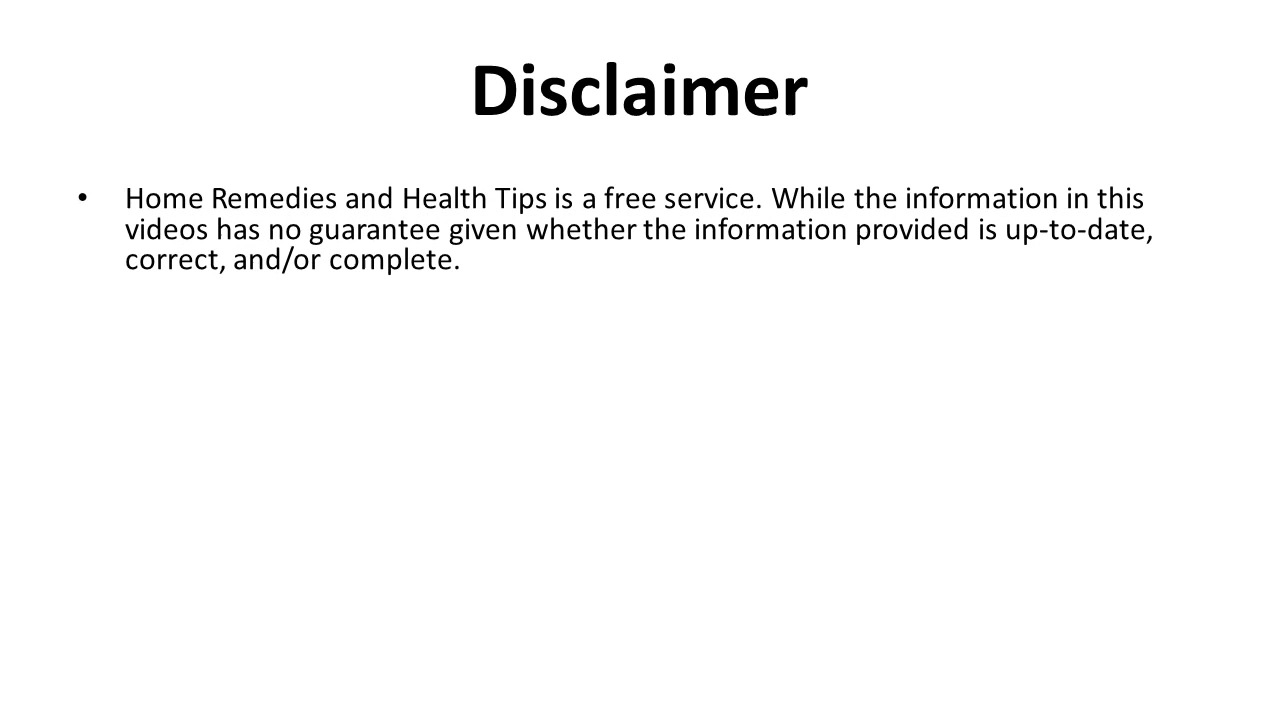 Disclaimer
• Home Remedies and Health Tips is a free service. While the information in this
videos has no guarantee given whether the information provided is up-to-date,
correct, and/or complete.